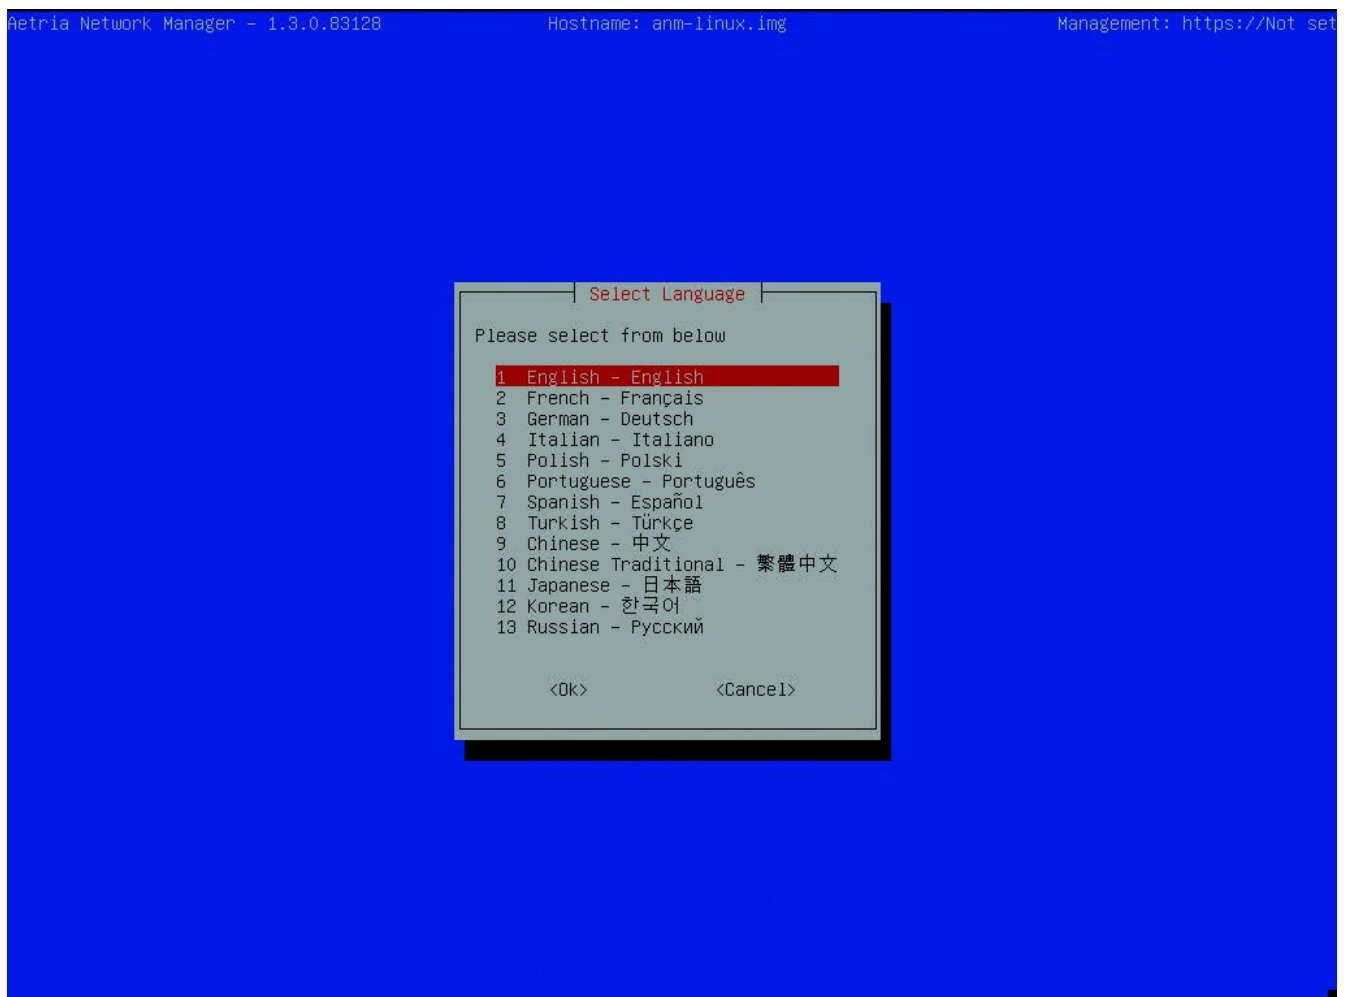 Aetria Network Manager - 1.3.0.83128 Hostname: anm-linux.img Management: https://Not set
Select Language
Please select from below
1 English - English
2 French - Français
3 German - Deutsch
4 Italian - Italiano
5 Polish - Polski
6 Portuguese - Português
7 Spanish - Español
8 Turkish - Türkçe
9 Chinese - 中文
10 Chinese Traditional - 繁體中文
11 Japanese - 日本語
12 Korean - 한국어
13 Russian - Русский
<Ok> <Cancel>